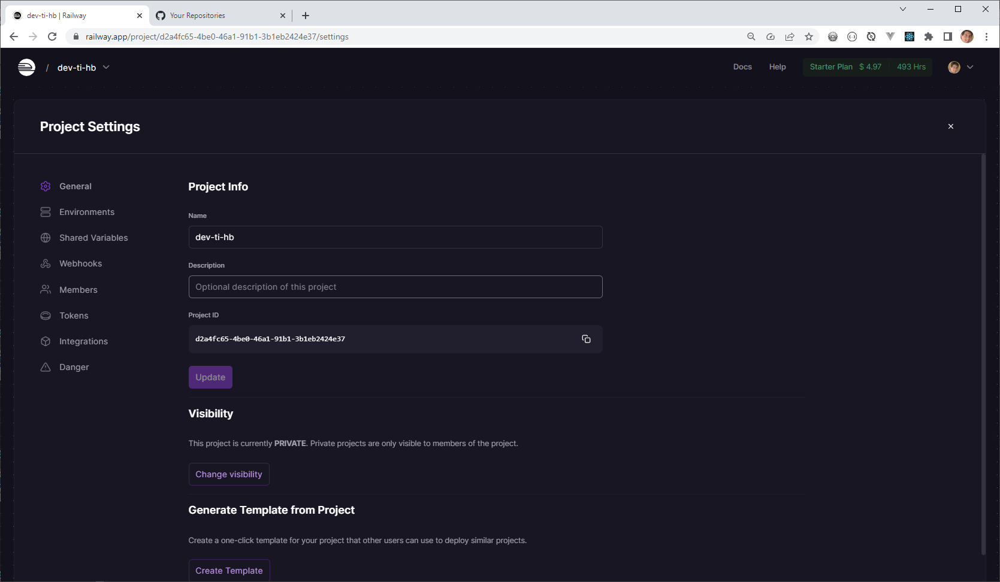 dev-ti-hb | Railway
Your Repositories
railway.app/project/d2a4fc65-4be0-46a1-91b1-3b1eb2424e37/settings
/ dev-ti-hb
Docs
Help
Starter Plan $ 4.97 493 Hrs
Project Settings
General
Environments
Shared Variables
Webhooks
Members
Tokens
Integrations
Danger
Project Info
Name
dev-ti-hb
Description
Optional description of this project
Project ID
d2a4fc65-4be0-46a1-91b1-3b1eb2424e37
Update
Visibility
This project is currently PRIVATE. Private projects are only visible to members of the project.
Change visibility
Generate Template from Project
Create a one-click template for your project that other users can use to deploy similar projects.
Create Template